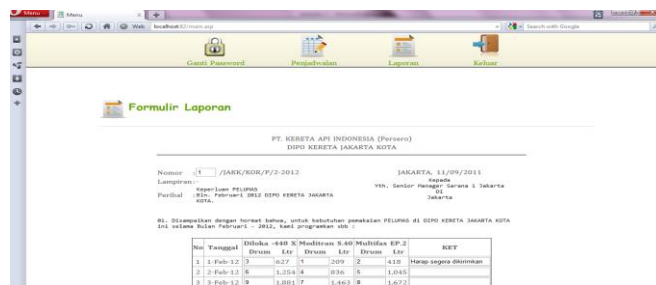 Menu
Menu
Web localhost:82/main.asp
Search with Google
Ganti Password Penjadwalan Laporan Keluar
Formulir Laporan
PT. KERETA API INDONESIA (Persero)
DIPO KERETA JAKARTA KOTA
Nomor : 1 /JAKK/KOR/P/2-2012 JAKARTA, 11/09/2011
Lampiran : - Kepada
Keperluan PELUMAS Yth. Senior Manager Sarana 1 Jakarta
Perihal : Bln. Februari 2012 DIPO KERETA JAKARTA DI
KOTA. Jakarta
01. Disampaikan dengan hormat bahwa, untuk kebutuhan pemakaian PELUMAS di DIPO KERETA JAKARTA KOTA
ini selama Bulan Februari - 2012, kami programkan sbb :
No Tanggal Diloka -448 X Meditran S.40 Multifax EP.2 KET
Drum Ltr Drum Ltr Drum Ltr
1 1-Feb-12 3 627 1 209 2 418 Harap segera dikirimkan
2 2-Feb-12 6 1,254 4 836 5 1,045
3 3-Feb-12 9 1,881 7 1,463 8 1,672